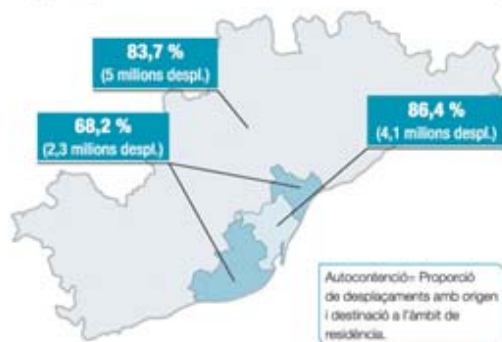 83,7 %
(5 milions despl.)
86,4 %
(4,1 milions despl.)
68,2 %
(2,3 milions despl.)
Autocontenció= Proporció
de desplaçaments amb origen
i destinació a l'àmbit de
residència.